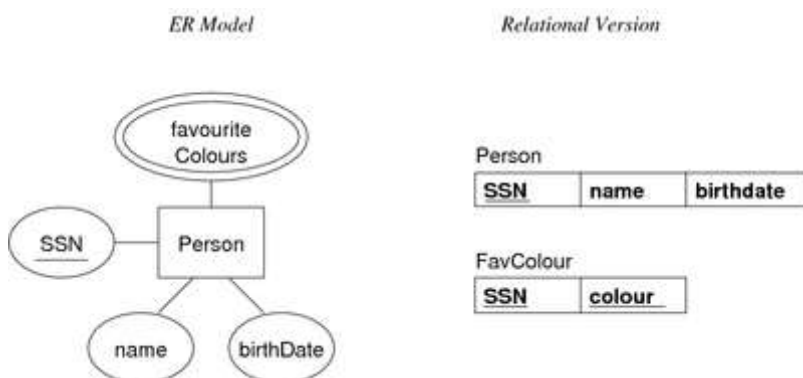 ER Model
Relational Version
favourite
Colours
Person
SSN
name
birthdate
SSN
Person
FavColour
SSN
colour
name
birthDate